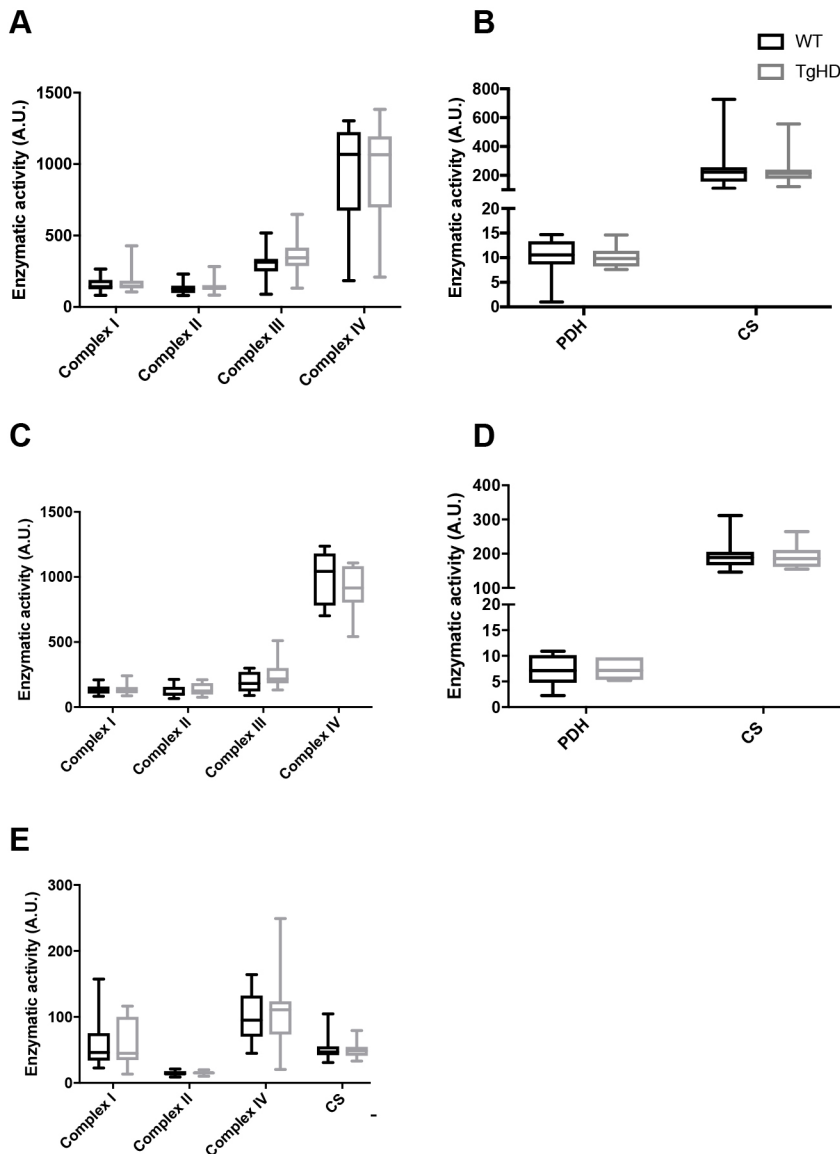 A
Enzymatic activity (A.U.)
1500
1000
500
0
Complex I
Complex II
Complex III
Complex IV
B
WT
TgHD
Enzymatic activity (A.U.)
800
600
400
200
20
15
10
5
0
PDH
CS
C
Enzymatic activity (A.U.)
1500
1000
500
0
Complex I
Complex II
Complex III
Complex IV
D
Enzymatic activity (A.U.)
400
300
200
100
20
15
10
5
0
PDH
CS
E
Enzymatic activity (A.U.)
300
200
100
0
Complex I
Complex II
Complex IV
CS